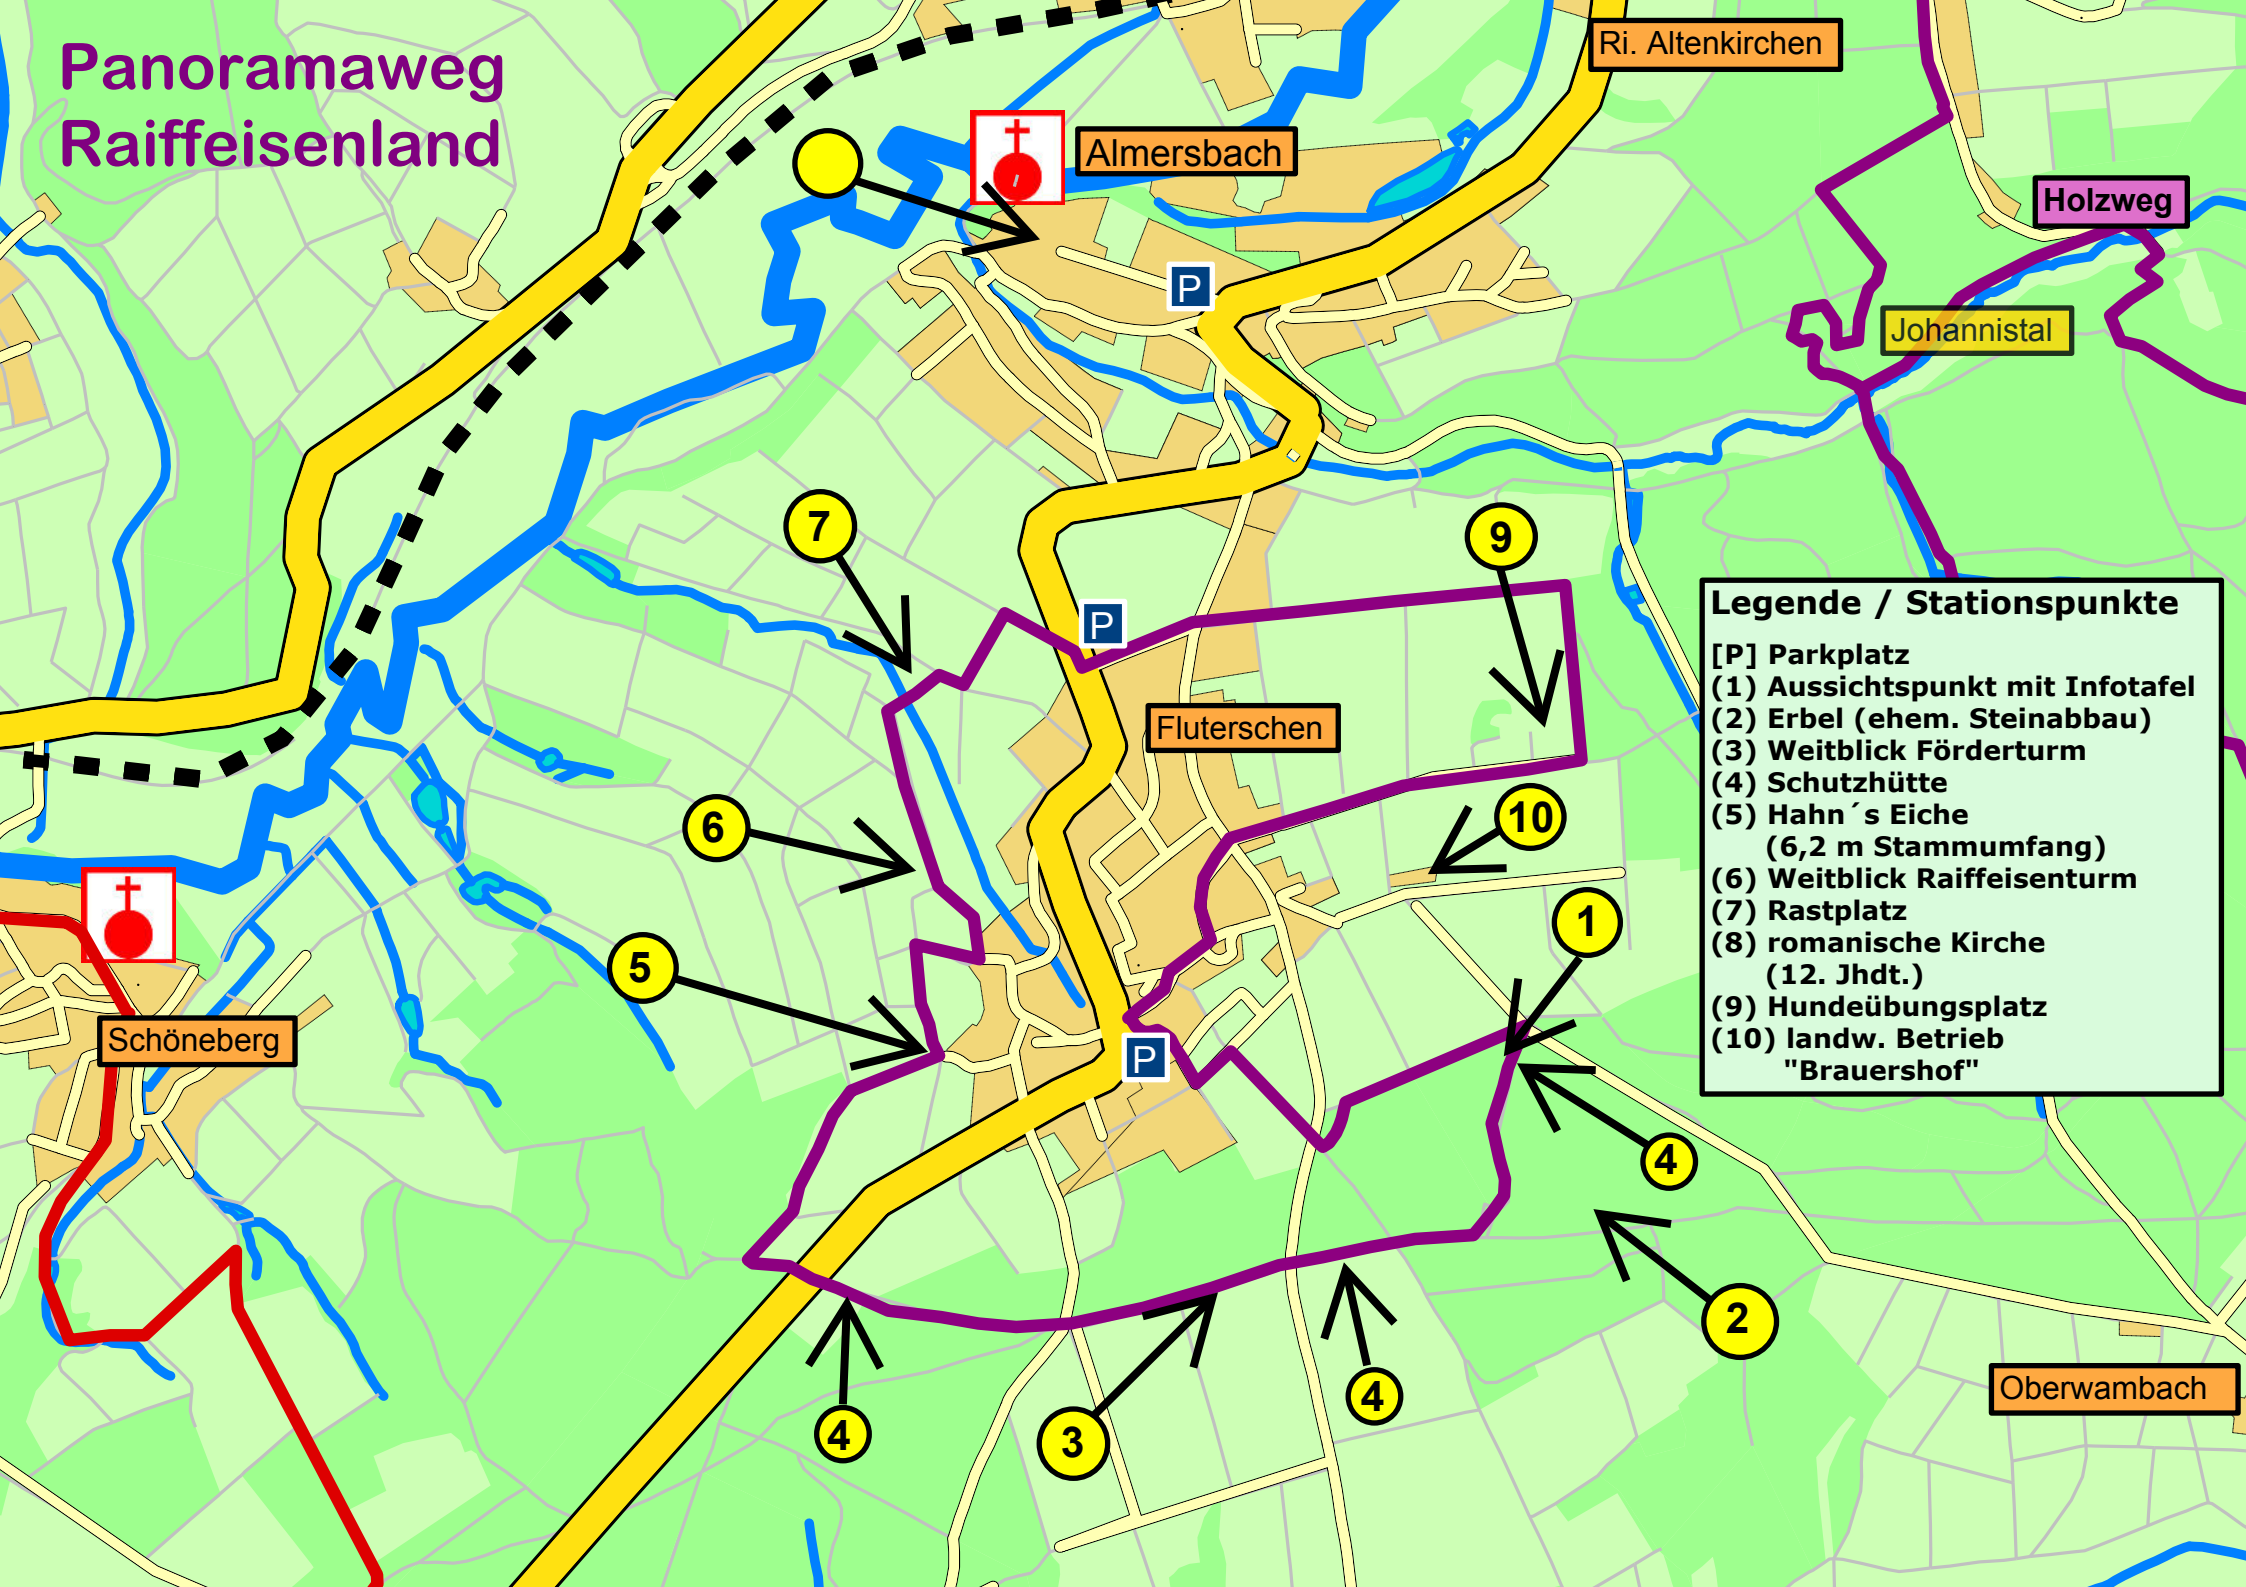 Panoramaweg
Raiffeisenland
Ri. Altenkirchen
Almersbach
Holzweg
P
Johannistal
7
9
P
Legende / Stationspunkte
[P] Parkplatz
(1) Aussichtspunkt mit Infotafel
(2) Erbel (ehem. Steinabbau)
(3) Weitblick Förderturm
(4) Schutzhütte
(5) Hahn´s Eiche
(6,2 m Stammumfang)
(6) Weitblick Raiffeisenturm
(7) Rastplatz
(8) romanische Kirche
(12. Jhdt.)
(9) Hundeübungsplatz
(10) landw. Betrieb
"Brauershof"
Fluterschen
6
10
1
5
Schöneberg
P
4
2
Oberwambach
4
4
3